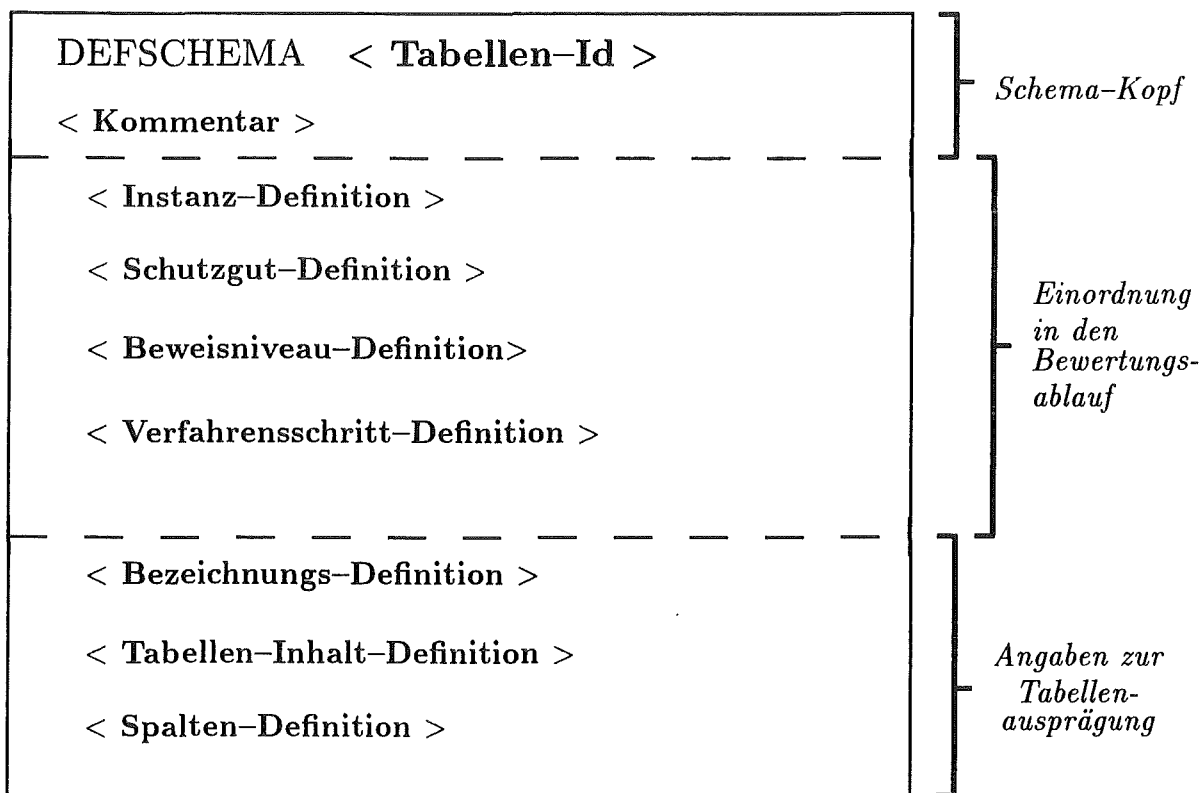 DEFSCHEMA < Tabellen–Id >
< Kommentar >
Schema–Kopf
< Instanz–Definition >
< Schutzgut–Definition >
< Beweisniveau–Definition>
< Verfahrensschritt–Definition >
Einordnung
in den
Bewertungs-
ablauf
< Bezeichnungs–Definition >
< Tabellen–Inhalt–Definition >
< Spalten–Definition >
Angaben zur
Tabellen-
ausprägung